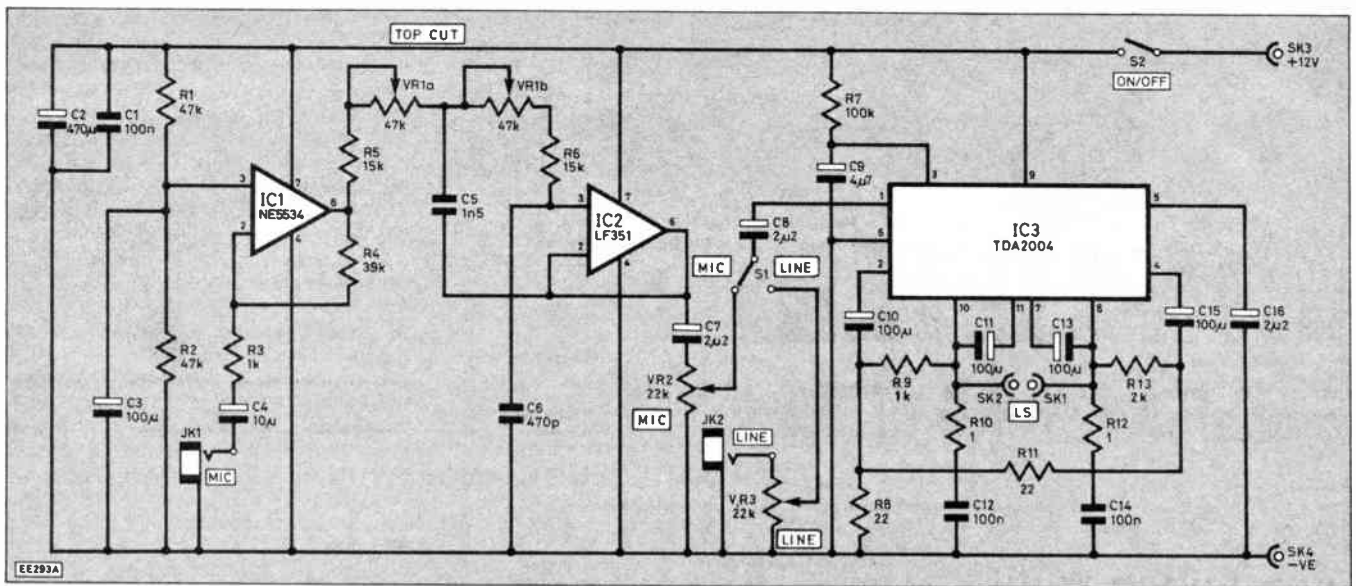 TOP CUT
S2
ON/OFF
SK3
+12V
C2
470µ
C1
100n
R1
47k
VR1a
47k
VR1b
47k
R5
15k
R6
15k
R7
100k
3
IC1
NE5534
7
6
2
4
R4
39k
C5
1n5
3
IC2
LF351
7
6
2
4
C8
2µ2
MIC
S1
LINE
C9
4µ7
3
9
1
6
2
IC3
TDA2004
5
4
10
11
7
8
C10
100µ
C11
100µ
C13
100µ
C15
100µ
C16
2µ2
R2
47k
R3
1k
C3
100µ
C4
10µ
JK1
MIC
C6
470p
C7
2µ2
VR2
22k
MIC
JK2
LINE
VR3
22k
LINE
R9
1k
SK2
LS
SK1
R13
2k
R10
1
R12
1
R11
22
R8
22
C12
100n
C14
100n
SK4
-VE
EE293A